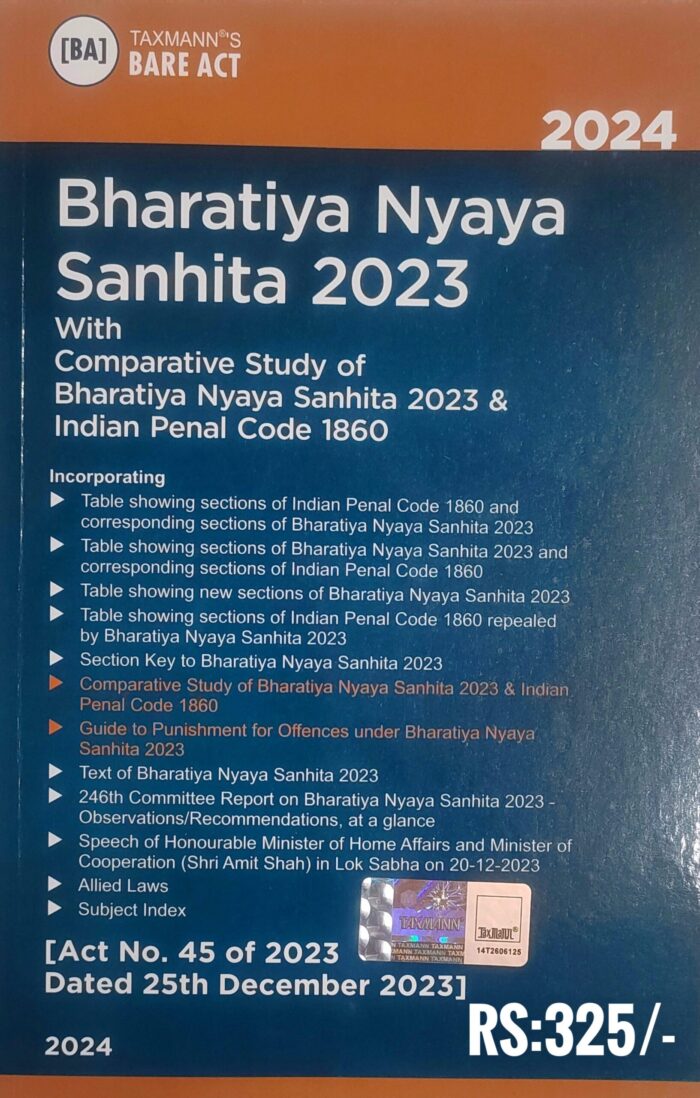 [BA]
TAXMANN®'S
BARE ACT
2024
Bharatiya Nyaya
Sanhita 2023
With
Comparative Study of
Bharatiya Nyaya Sanhita 2023 &
Indian Penal Code 1860
Incorporating
Table showing sections of Indian Penal Code 1860 and
corresponding sections of Bharatiya Nyaya Sanhita 2023
Table showing sections of Bharatiya Nyaya Sanhita 2023 and
corresponding sections of Indian Penal Code 1860
Table showing new sections of Bharatiya Nyaya Sanhita 2023
Table showing sections of Indian Penal Code 1860 repealed
by Bharatiya Nyaya Sanhita 2023
Section Key to Bharatiya Nyaya Sanhita 2023
Comparative Study of Bharatiya Nyaya Sanhita 2023 & Indian
Penal Code 1860
Guide to Punishment for Offences under Bharatiya Nyaya
Sanhita 2023
Text of Bharatiya Nyaya Sanhita 2023
246th Committee Report on Bharatiya Nyaya Sanhita 2023 -
Observations/Recommendations, at a glance
Speech of Honourable Minister of Home Affairs and Minister of
Cooperation (Shri Amit Shah) in Lok Sabha on 20-12-2023
Allied Laws
Subject Index
TAXMANN
14T2606125
[Act No. 45 of 2023
Dated 25th December 2023]
RS:325/-
2024